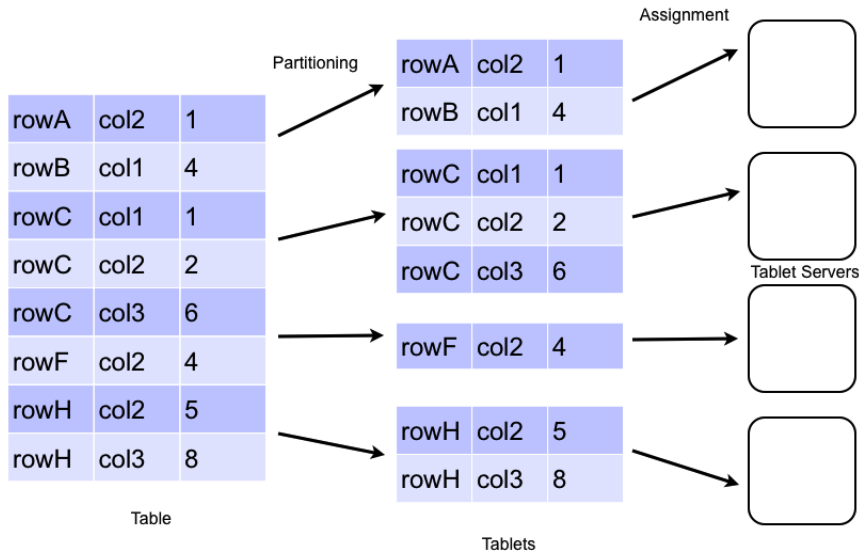 Partitioning
Assignment
rowA col2 1
rowB col1 4
rowC col1 1
rowC col2 2
rowC col3 6
rowF col2 4
rowH col2 5
rowH col3 8
Table
rowA col2 1
rowB col1 4
rowC col1 1
rowC col2 2
rowC col3 6
rowF col2 4
rowH col2 5
rowH col3 8
Tablets
Tablet Servers